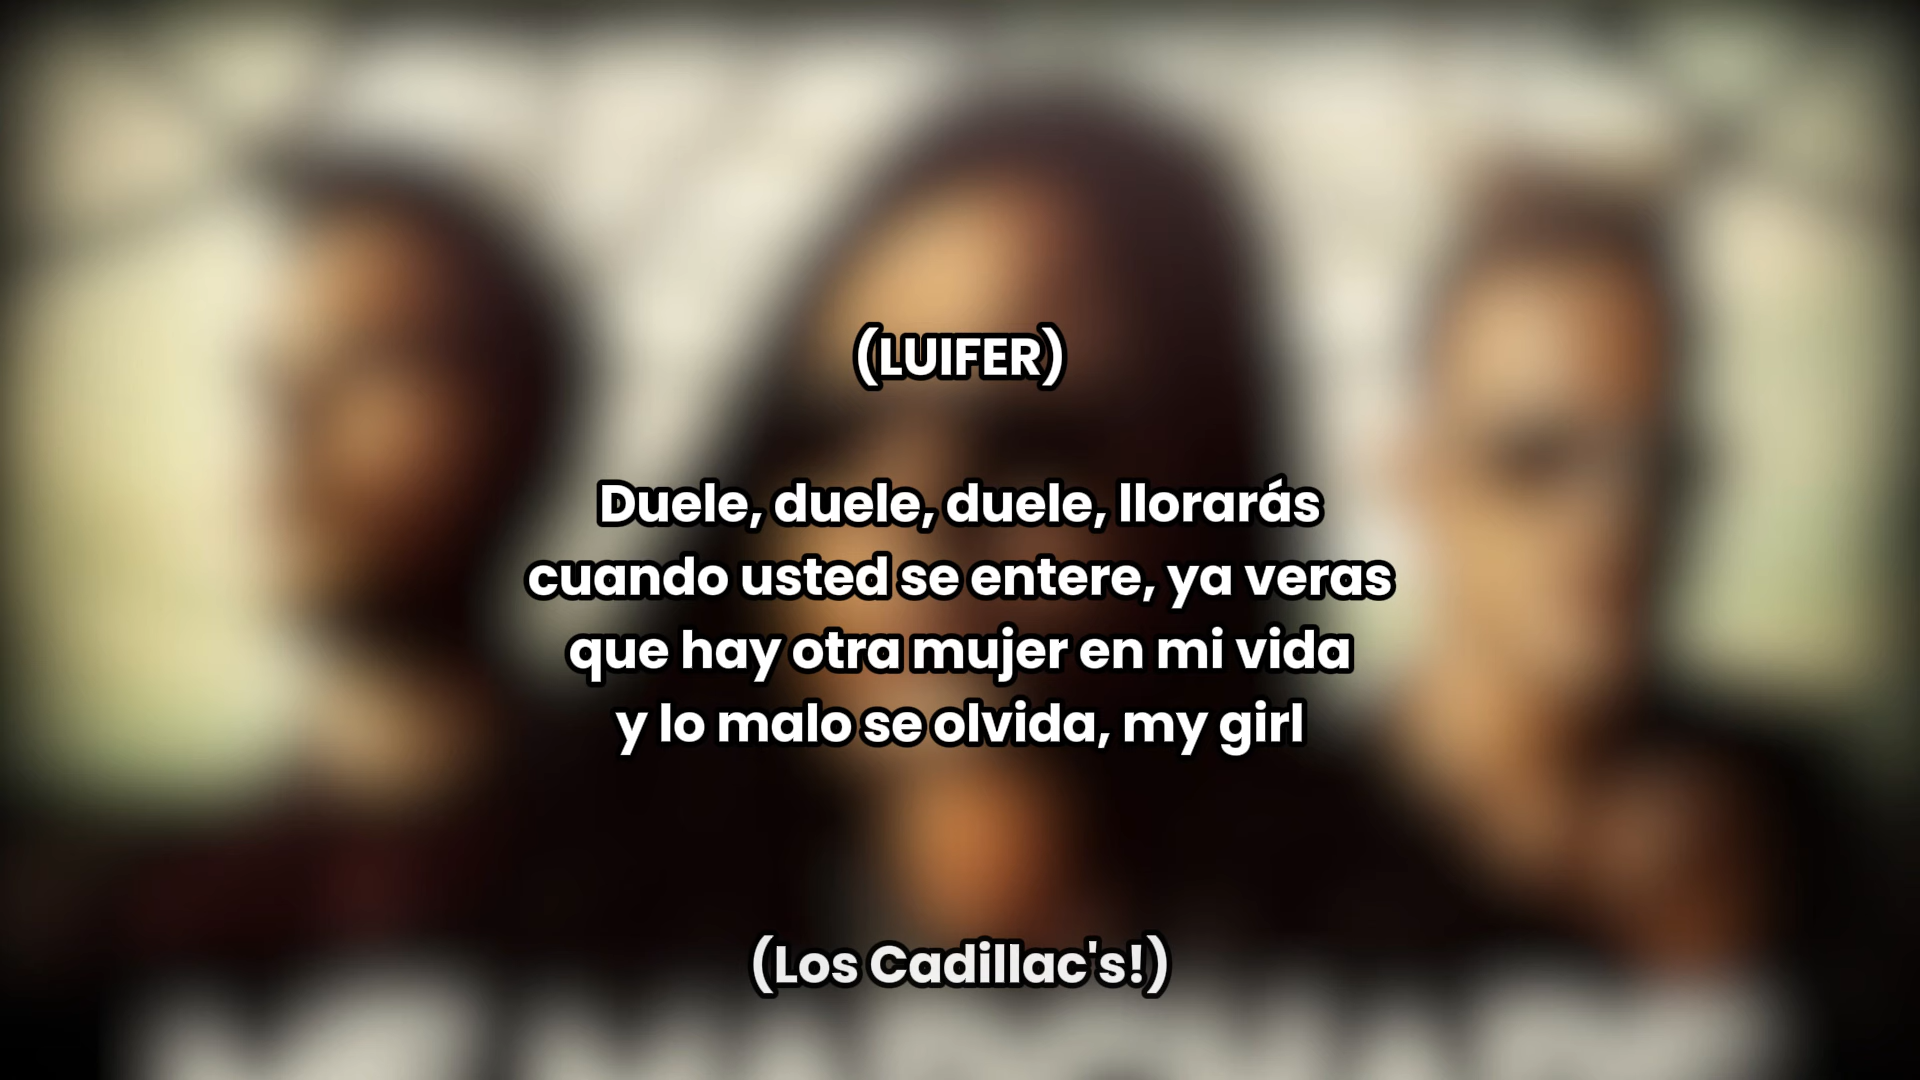 (LUIFER)
Duele, duele, duele, llorarás
cuando usted se entere, ya veras
que hay otra mujer en mi vida
y lo malo se olvida, my girl
(Los Cadillac's!)